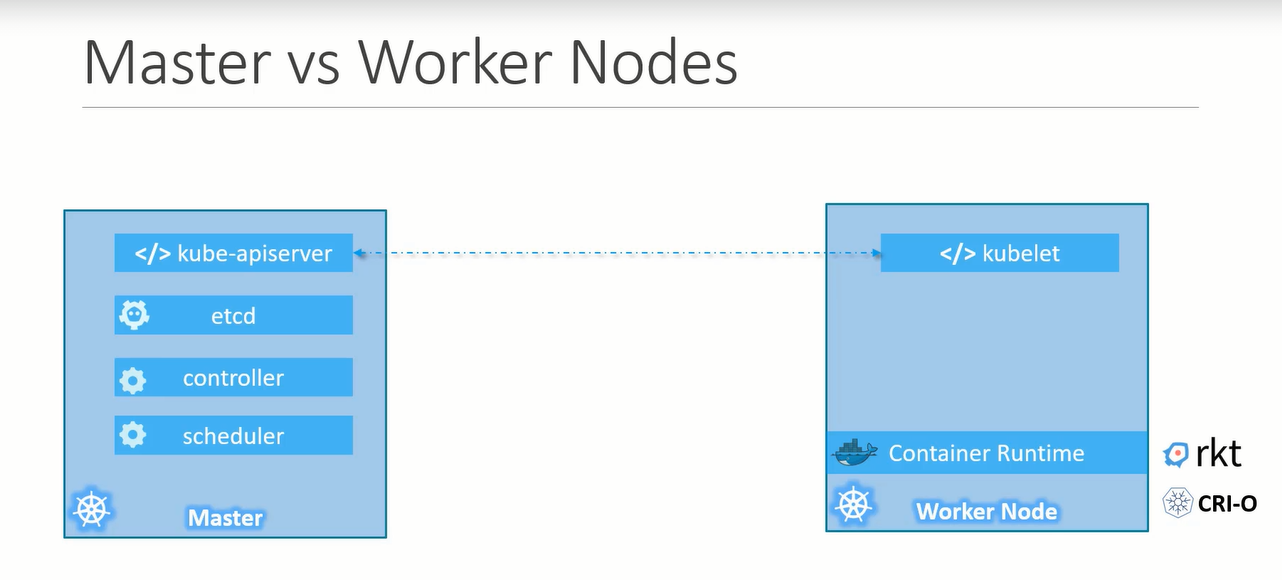 Master vs Worker Nodes
</> kube-apiserver
etcd
controller
scheduler
Master
</> kubelet
Container Runtime
Worker Node
rkt
CRI-O